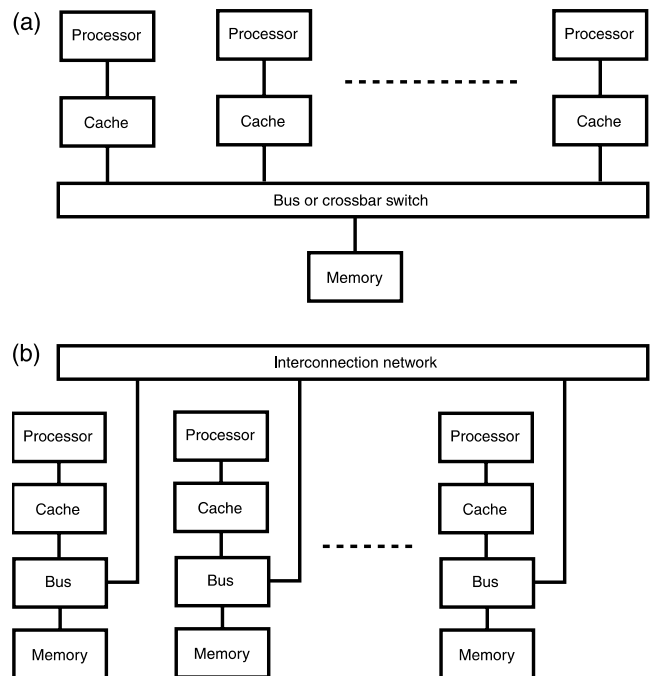 (a)
Processor Processor Processor
Cache Cache Cache
Bus or crossbar switch
Memory
(b)
Interconnection network
Processor Processor Processor
Cache Cache Cache
Bus Bus Bus
Memory Memory Memory